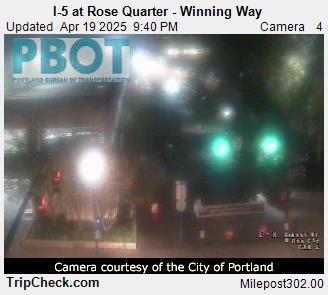 I-5 at Rose Quarter - Winning Way
Updated Apr 19 2025 9:40 PM Camera 4
PBOT
PORTLAND BUREAU OF TRANSPORTATION
Camera courtesy of the City of Portland
TripCheck.com Milepost302.00